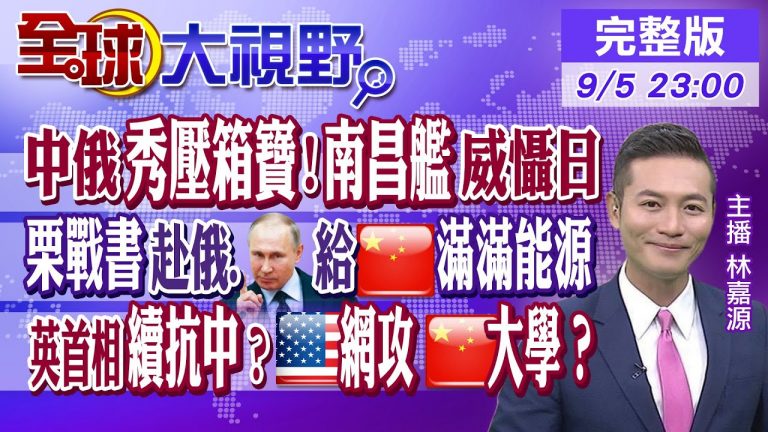 全球大視野
完整版
9/5 23:00
中俄秀壓箱寶!南昌艦 威懾日
栗戰書赴俄.給滿滿能源
英首相續抗中?網攻大學?
主播 林嘉源